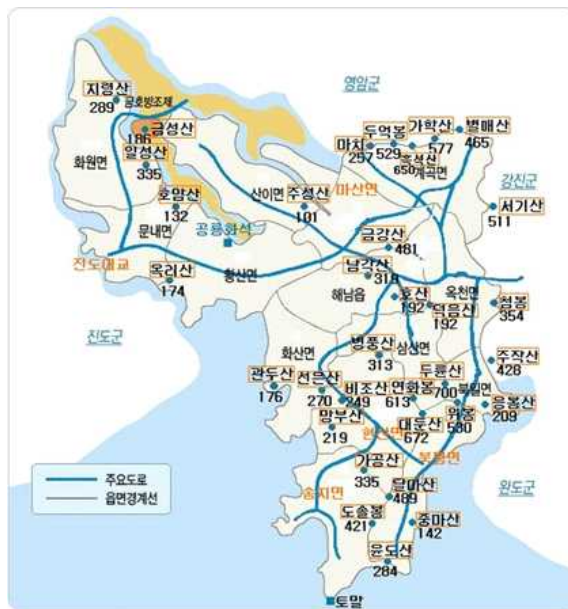 영암군
지령산
289
금호방조제
금성산
186
일성산
335
화원면
호암산
132
문내면
공룡화석
진도대교
옥리산
174
황산면
산이면
주성산
101
마산면
마치
257
두억봉
529
가학산
577
흑석산
650
계곡면
별매산
465
강진군
서기산
511
금강산
481
남각산
318
해남읍
호산
192
옥천면
덕음산
192
첨봉
354
진도군
화산면
병풍산
313
삼산면
주작산
428
관두산
176
선은산
270
비조산
249
연화봉
613
두륜산
700
북일면
응봉산
209
위봉
530
대둔산
672
망부산
219
현산면
북평면
가공산
335
송지면
달마산
489
도솔봉
421
중마산
142
완도군
윤도산
284
토말
주요도로
읍면경계선